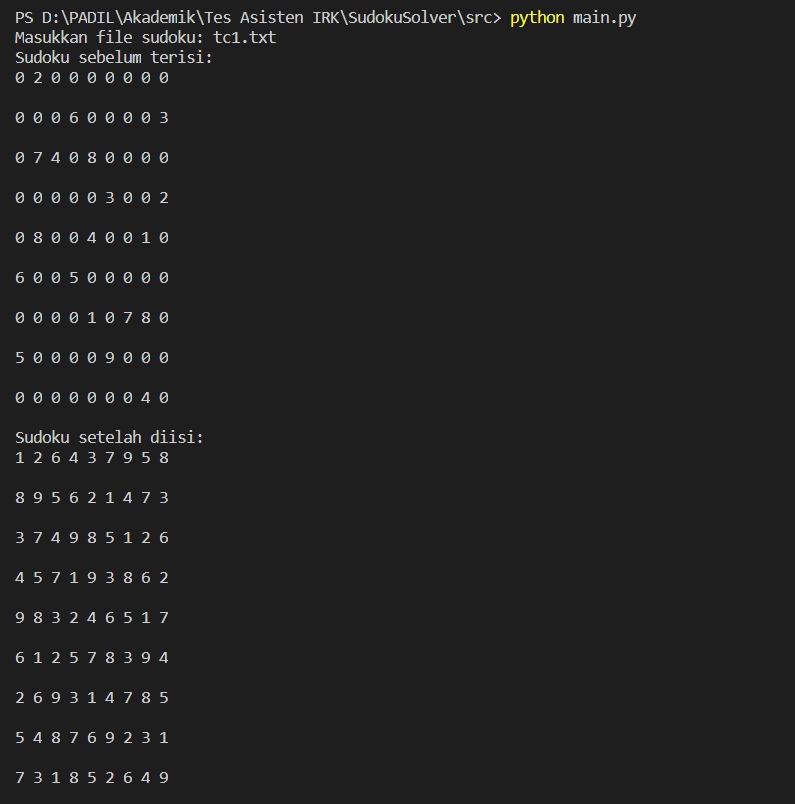 PS D:\PADIL\Akademik\Tes Asisten IRK\SudokuSolver\src> python main.py
Masukkan file sudoku: tc1.txt
Sudoku sebelum terisi:
0 2 0 0 0 0 0 0 0
0 0 0 6 0 0 0 0 3
0 7 4 0 8 0 0 0 0
0 0 0 0 0 3 0 0 2
0 8 0 0 4 0 0 1 0
6 0 0 5 0 0 0 0 0
0 0 0 0 1 0 7 8 0
5 0 0 0 0 9 0 0 0
0 0 0 0 0 0 0 4 0
Sudoku setelah diisi:
1 2 6 4 3 7 9 5 8
8 9 5 6 2 1 4 7 3
3 7 4 9 8 5 1 2 6
4 5 7 1 9 3 8 6 2
9 8 3 2 4 6 5 1 7
6 1 2 5 7 8 3 9 4
2 6 9 3 1 4 7 8 5
5 4 8 7 6 9 2 3 1
7 3 1 8 5 2 6 4 9